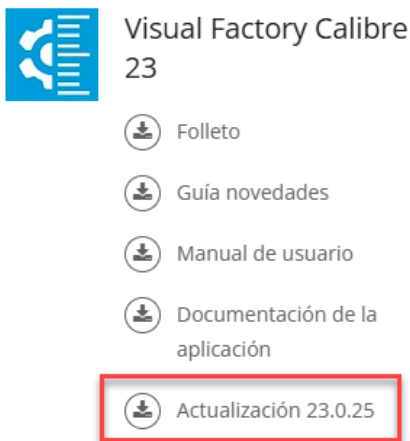 Visual Factory Calibre
23
Folleto
Guía novedades
Manual de usuario
Documentación de la
aplicación
Actualización 23.0.25